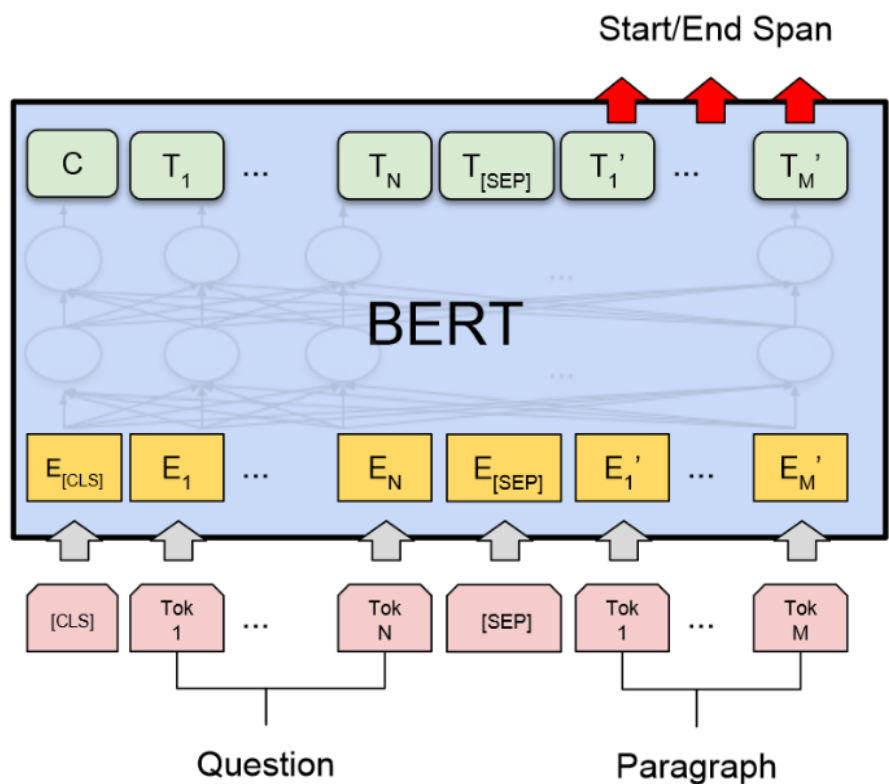 Start/End Span
C T1 ... TN T[SEP] T1’ ... TM’
...
BERT
...
E[CLS] E1 ... EN E[SEP] E1’ ... EM’
[CLS] Tok 1 ... Tok N [SEP] Tok 1 ... Tok M
Question Paragraph